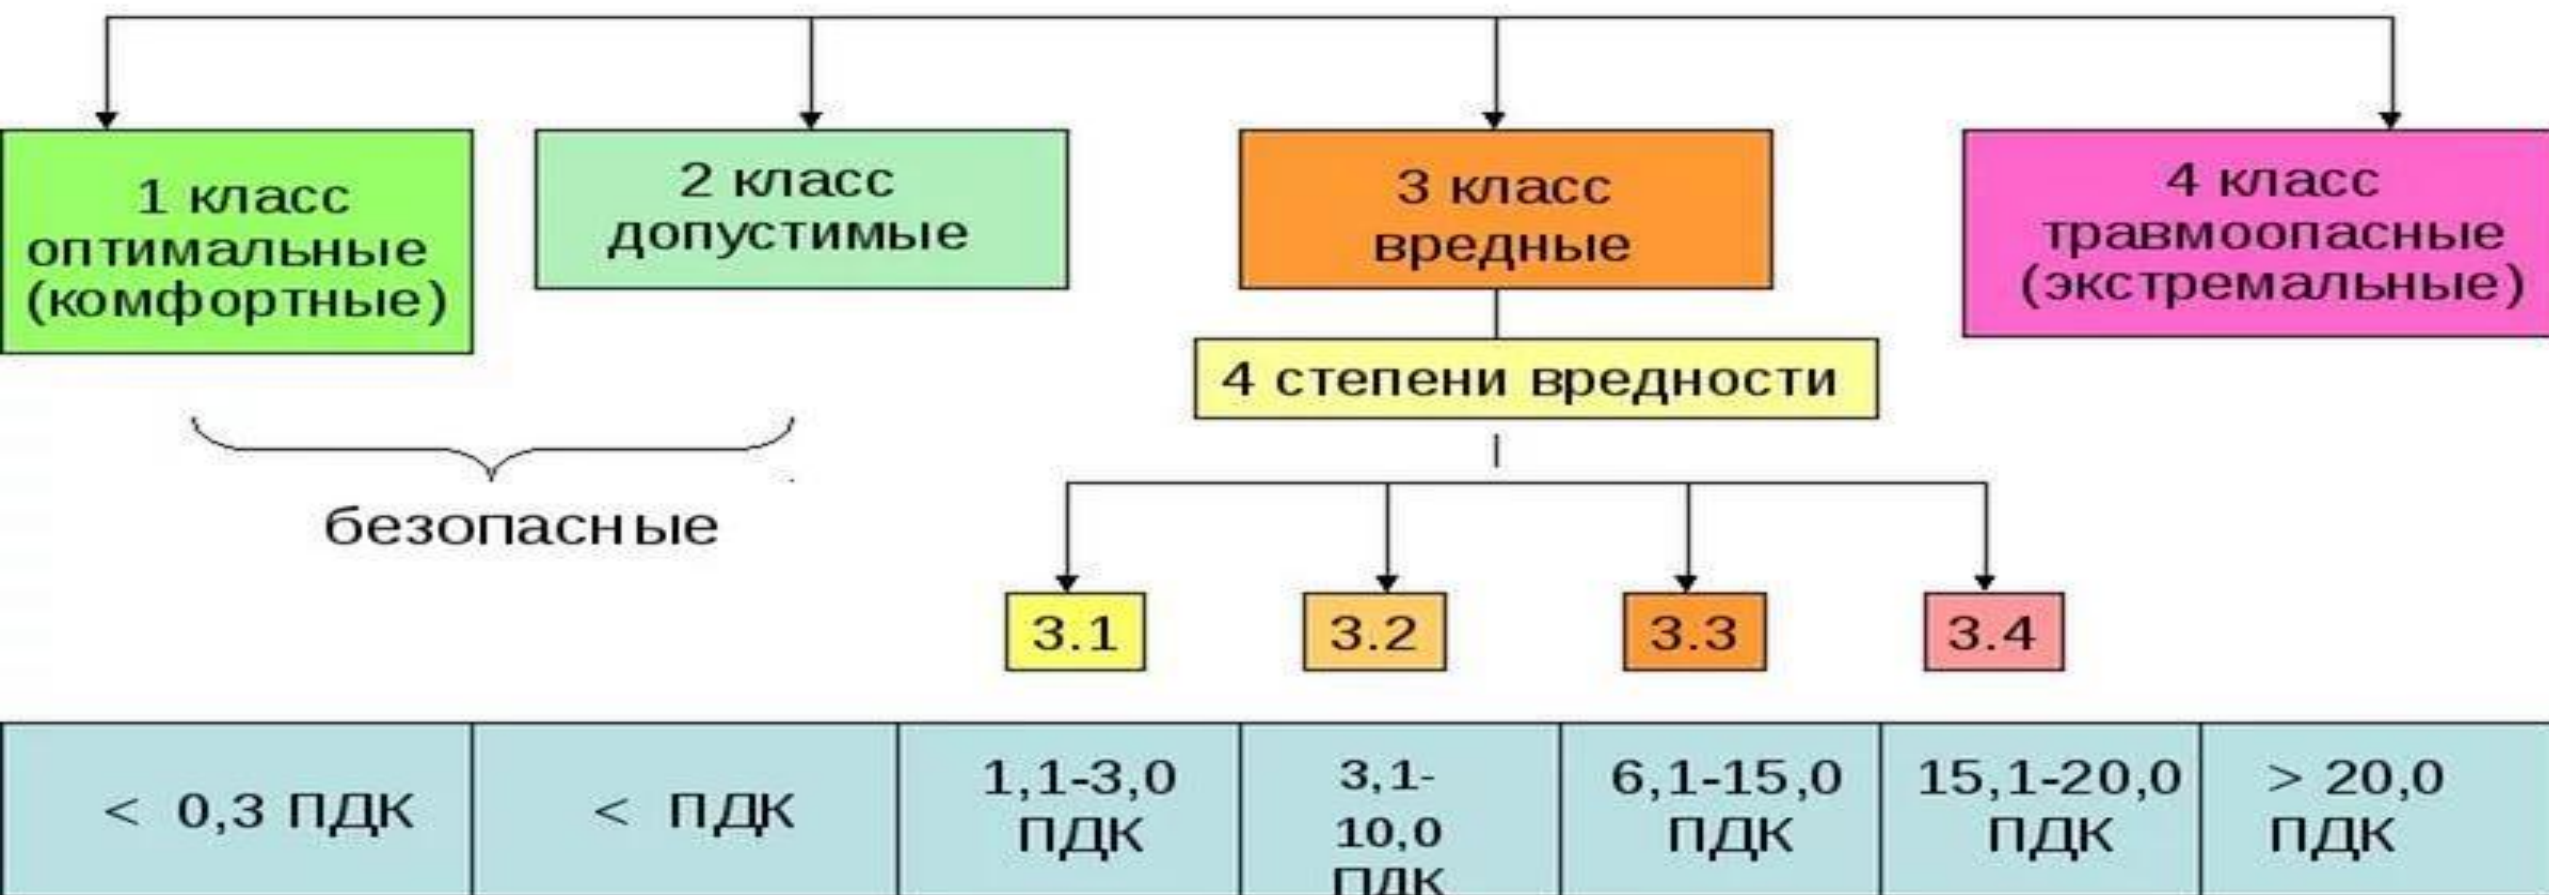 1 класс
оптимальные
(комфортные)
2 класс
допустимые
3 класс
вредные
4 класс
травмоопасные
(экстремальные)
4 степени вредности
безопасные
3.1
3.2
3.3
3.4
< 0,3 ПДК
< ПДК
1,1-3,0
ПДК
3,1-
10,0
ПДК
6,1-15,0
ПДК
15,1-20,0
ПДК
> 20,0
ПДК